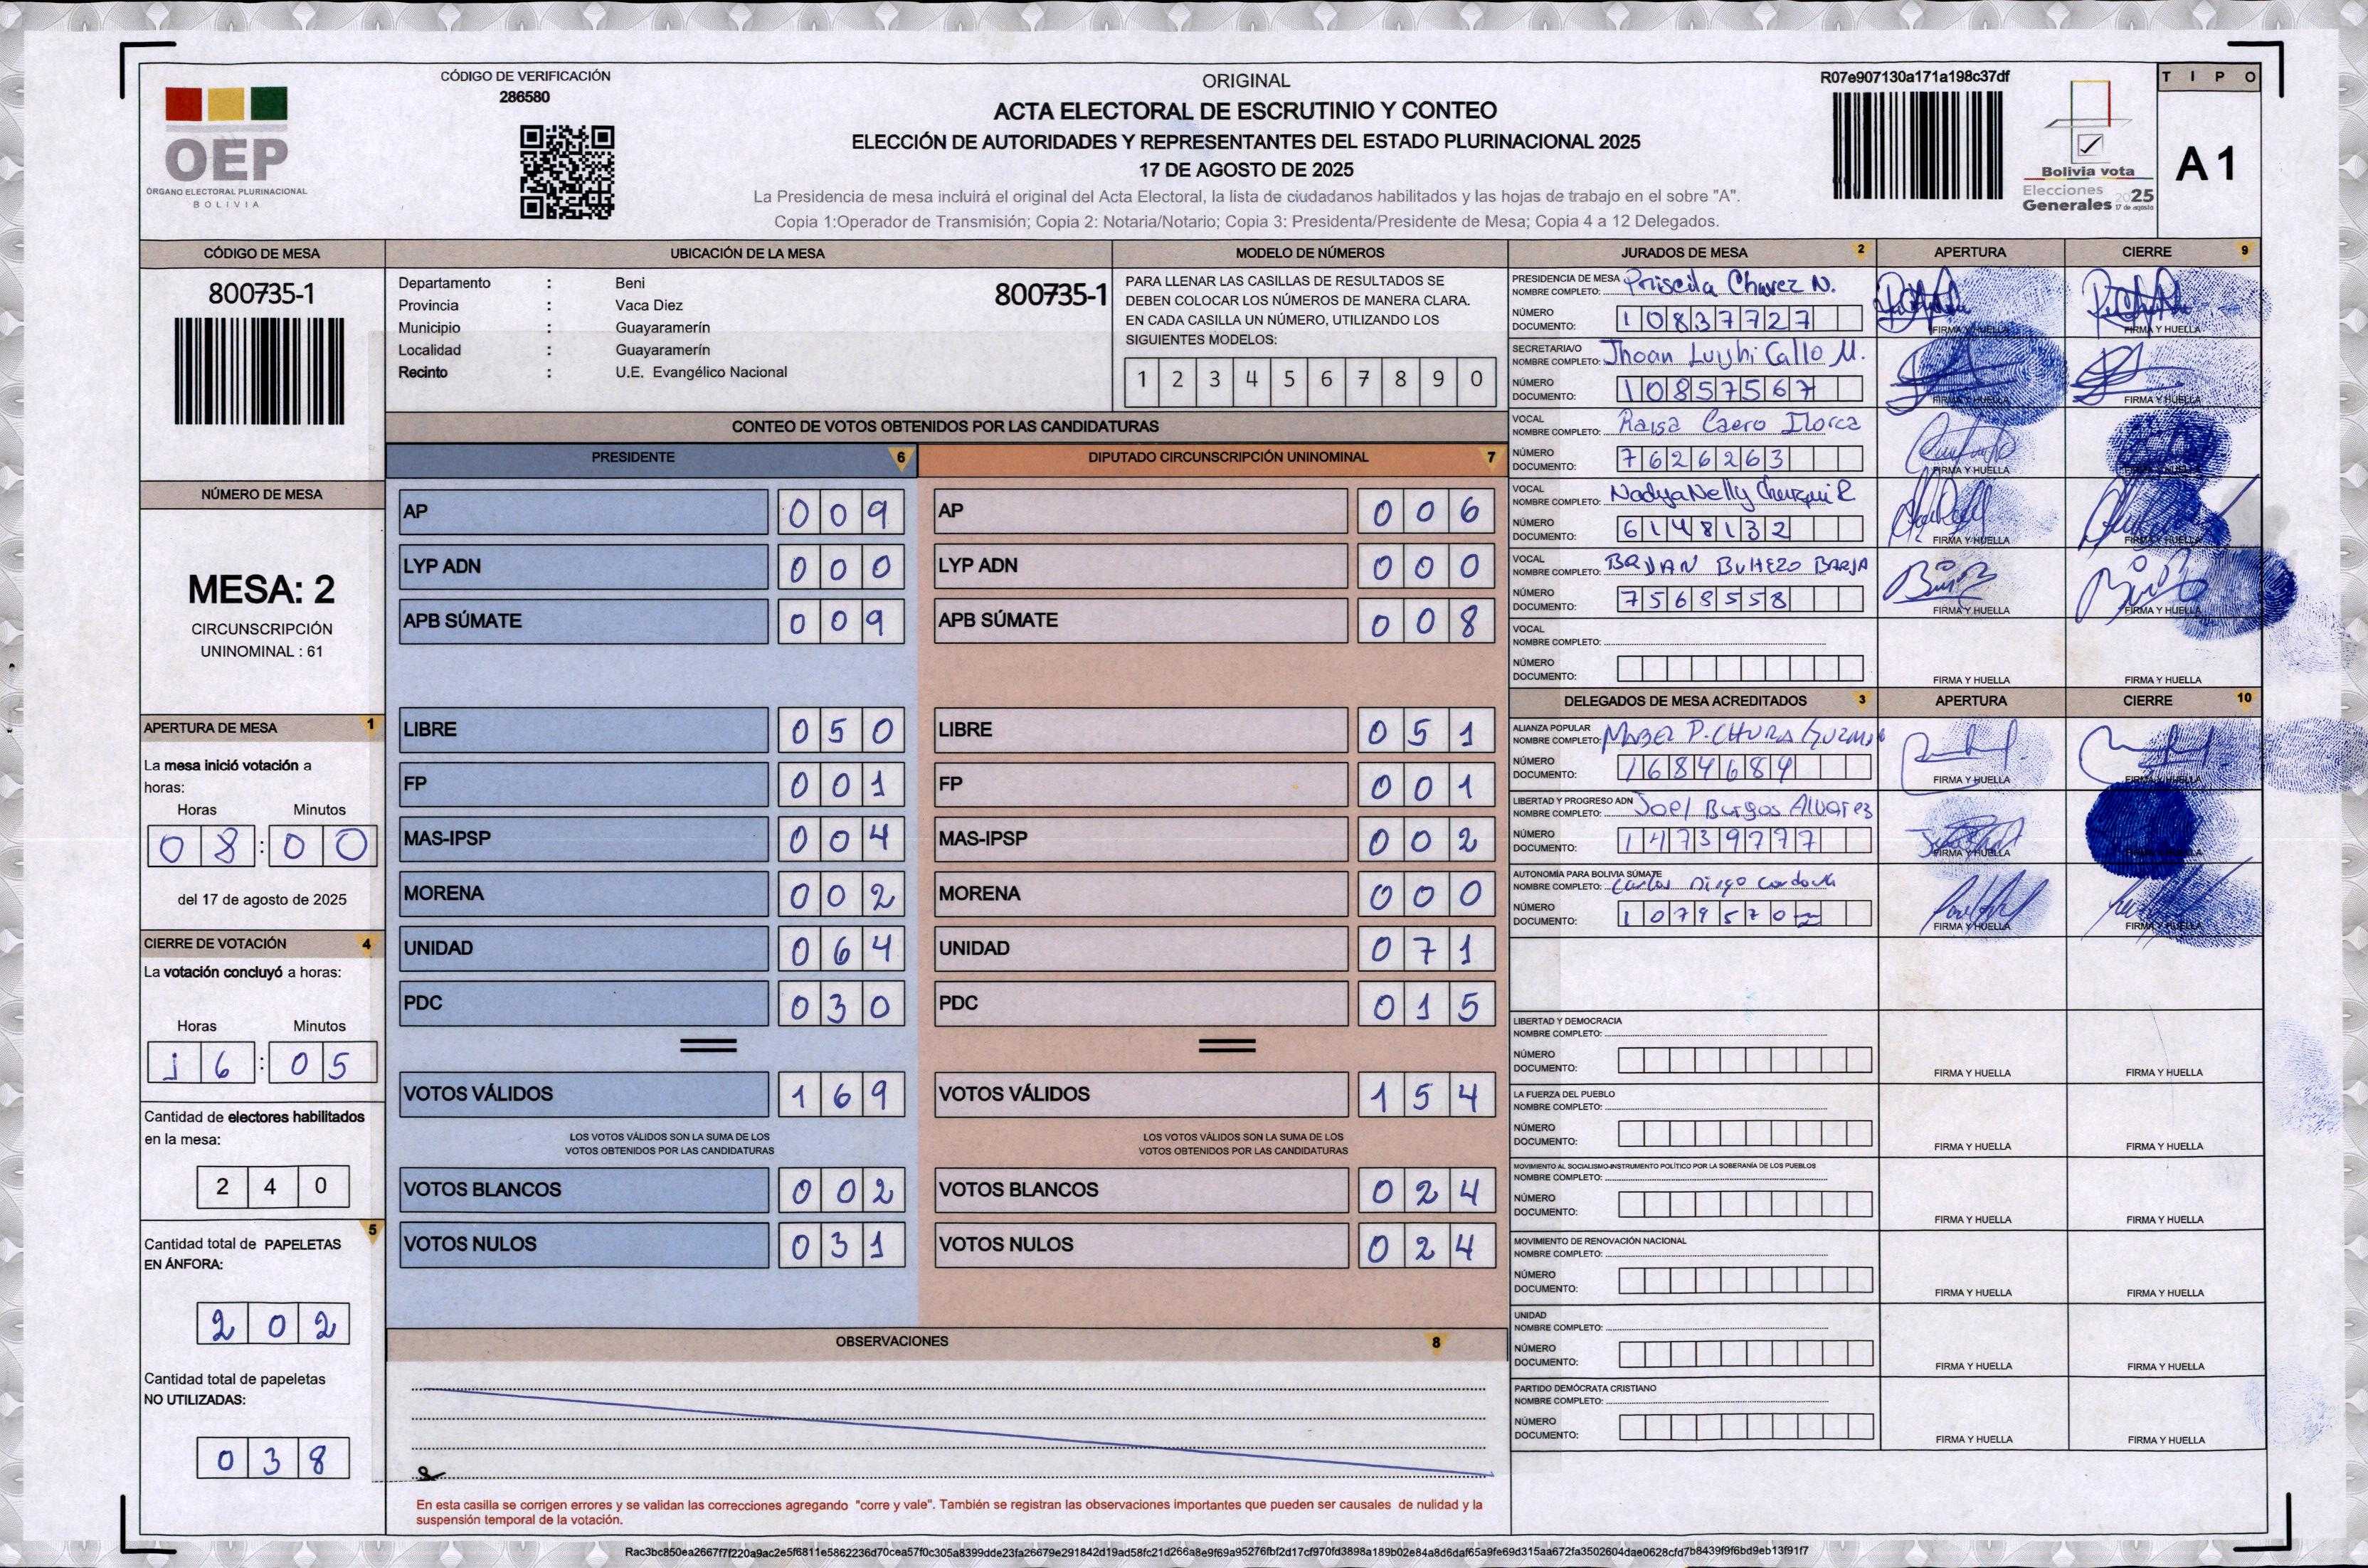 CÓDIGO DE VERIFICACIÓN
286580
OEP
ÓRGANO ELECTORAL PLURINACIONAL
BOLIVIA
ORIGINAL
ACTA ELECTORAL DE ESCRUTINIO Y CONTEO
ELECCIÓN DE AUTORIDADES Y REPRESENTANTES DEL ESTADO PLURINACIONAL 2025
17 DE AGOSTO DE 2025
La Presidencia de mesa incluirá el original del Acta Electoral, la lista de ciudadanos habilitados y las hojas de trabajo en el sobre "A".
Copia 1:Operador de Transmisión; Copia 2: Notaria/Notario; Copia 3: Presidenta/Presidente de Mesa; Copia 4 a 12 Delegados.
R07e907130a171a198c37df
Bolivia vota
Elecciones
Generales 2025
17 de agosto
TIPO
A1
CÓDIGO DE MESA
800735-1
NÚMERO DE MESA
MESA: 2
CIRCUNSCRIPCIÓN
UNINOMINAL : 61
APERTURA DE MESA 1
La mesa inició votación a
horas:
Horas Minutos
08:00
del 17 de agosto de 2025
CIERRE DE VOTACIÓN 4
La votación concluyó a horas:
Horas Minutos
16:05
Cantidad de electores habilitados
en la mesa:
240
5
Cantidad total de PAPELETAS
EN ÁNFORA:
202
Cantidad total de papeletas
NO UTILIZADAS:
038
UBICACIÓN DE LA MESA
Departamento : Beni
800735-1
Provincia : Vaca Diez
Municipio : Guayaramerín
Localidad : Guayaramerín
Recinto : U.E. Evangélico Nacional
MODELO DE NÚMEROS
PARA LLENAR LAS CASILLAS DE RESULTADOS SE
DEBEN COLOCAR LOS NÚMEROS DE MANERA CLARA.
EN CADA CASILLA UN NÚMERO, UTILIZANDO LOS
SIGUIENTES MODELOS:
1 2 3 4 5 6 7 8 9 0
CONTEO DE VOTOS OBTENIDOS POR LAS CANDIDATURAS
PRESIDENTE 6
AP 009
LYP ADN 000
APB SÚMATE 009
LIBRE 050
FP 001
MAS-IPSP 004
MORENA 002
UNIDAD 064
PDC 030
VOTOS VÁLIDOS 169
LOS VOTOS VÁLIDOS SON LA SUMA DE LOS
VOTOS OBTENIDOS POR LAS CANDIDATURAS
VOTOS BLANCOS 002
VOTOS NULOS 031
DIPUTADO CIRCUNSCRIPCIÓN UNINOMINAL 7
AP 006
LYP ADN 000
APB SÚMATE 008
LIBRE 051
FP 001
MAS-IPSP 002
MORENA 000
UNIDAD 071
PDC 015
VOTOS VÁLIDOS 154
LOS VOTOS VÁLIDOS SON LA SUMA DE LOS
VOTOS OBTENIDOS POR LAS CANDIDATURAS
VOTOS BLANCOS 024
VOTOS NULOS 024
OBSERVACIONES 8
En esta casilla se corrigen errores y se validan las correcciones agregando "corre y vale". También se registran las observaciones importantes que pueden ser causales de nulidad y la
suspensión temporal de la votación.
JURADOS DE MESA 2 APERTURA CIERRE 9
PRESIDENCIA DE MESA
NOMBRE COMPLETO: Priscila Chavez N.
NÚMERO
DOCUMENTO: 10837727
FIRMA Y HUELLA FIRMA Y HUELLA
SECRETARIA/O
NOMBRE COMPLETO: Jhoan Luighi Callo M.
NÚMERO
DOCUMENTO: 10857567
FIRMA Y HUELLA FIRMA Y HUELLA
VOCAL
NOMBRE COMPLETO: Raisa Caero
NÚMERO
DOCUMENTO: 7626263
FIRMA Y HUELLA FIRMA Y HUELLA
VOCAL
NOMBRE COMPLETO: Nadya Nelly
NÚMERO
DOCUMENTO: 6148132
FIRMA Y HUELLA FIRMA Y HUELLA
VOCAL
NOMBRE COMPLETO: BRYAN BARJA
NÚMERO
DOCUMENTO: 7568558
FIRMA Y HUELLA FIRMA Y HUELLA
VOCAL
NOMBRE COMPLETO:
NÚMERO
DOCUMENTO:
FIRMA Y HUELLA FIRMA Y HUELLA
DELEGADOS DE MESA ACREDITADOS 3 APERTURA CIERRE 10
ALIANZA POPULAR
NOMBRE COMPLETO: MABEL P. CHURA GUZMAN
NÚMERO
DOCUMENTO: 1684684
FIRMA Y HUELLA FIRMA Y HUELLA
LIBERTAD Y PROGRESO ADN
NOMBRE COMPLETO: Joel Burgos Alvarez
NÚMERO
DOCUMENTO: 14739777
FIRMA Y HUELLA FIRMA Y HUELLA
AUTONOMÍA PARA BOLIVIA SÚMATE
NOMBRE COMPLETO: Carlos Diego Cordova
NÚMERO
DOCUMENTO: 10795702
FIRMA Y HUELLA FIRMA Y HUELLA
LIBERTAD Y DEMOCRACIA
NOMBRE COMPLETO:
NÚMERO
DOCUMENTO:
FIRMA Y HUELLA FIRMA Y HUELLA
LA FUERZA DEL PUEBLO
NOMBRE COMPLETO:
NÚMERO
DOCUMENTO:
FIRMA Y HUELLA FIRMA Y HUELLA
MOVIMIENTO AL SOCIALISMO-INSTRUMENTO POLÍTICO POR LA SOBERANÍA DE LOS PUEBLOS
NOMBRE COMPLETO:
NÚMERO
DOCUMENTO:
FIRMA Y HUELLA FIRMA Y HUELLA
MOVIMIENTO DE RENOVACIÓN NACIONAL
NOMBRE COMPLETO:
NÚMERO
DOCUMENTO:
FIRMA Y HUELLA FIRMA Y HUELLA
UNIDAD
NOMBRE COMPLETO:
NÚMERO
DOCUMENTO:
FIRMA Y HUELLA FIRMA Y HUELLA
PARTIDO DEMÓCRATA CRISTIANO
NOMBRE COMPLETO:
NÚMERO
DOCUMENTO:
FIRMA Y HUELLA FIRMA Y HUELLA